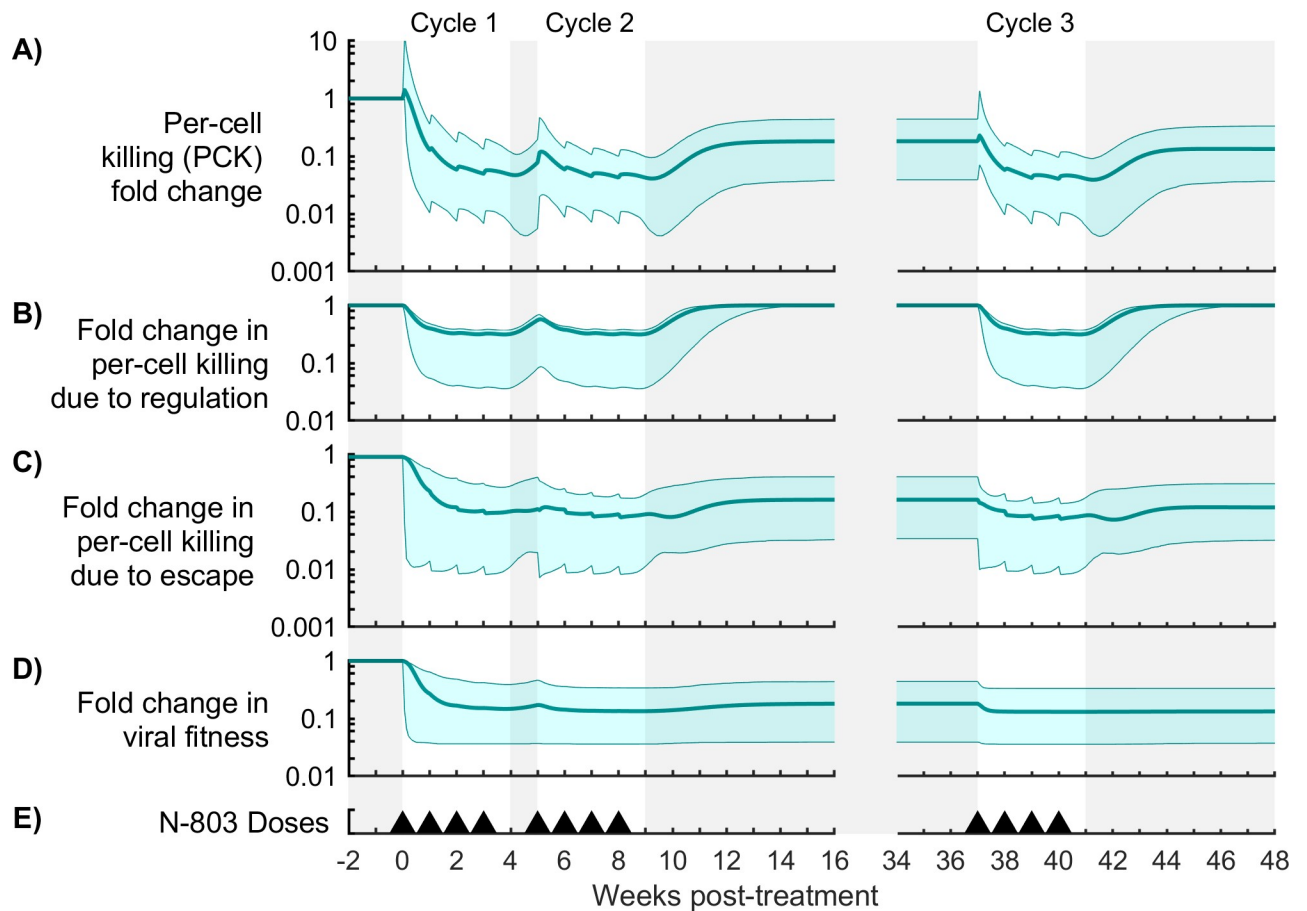 Cycle 1 Cycle 2 Cycle 3
A)
10
1
0.1
0.01
0.001
Per-cell
killing (PCK)
fold change
B)
1
0.1
0.01
Fold change in
per-cell killing
due to regulation
C)
1
0.1
0.01
0.001
Fold change in
per-cell killing
due to escape
D)
1
0.1
0.01
Fold change in
viral fitness
E)
N-803 Doses
-2 0 2 4 6 8 10 12 14 16 34 36 38 40 42 44 46 48
Weeks post-treatment